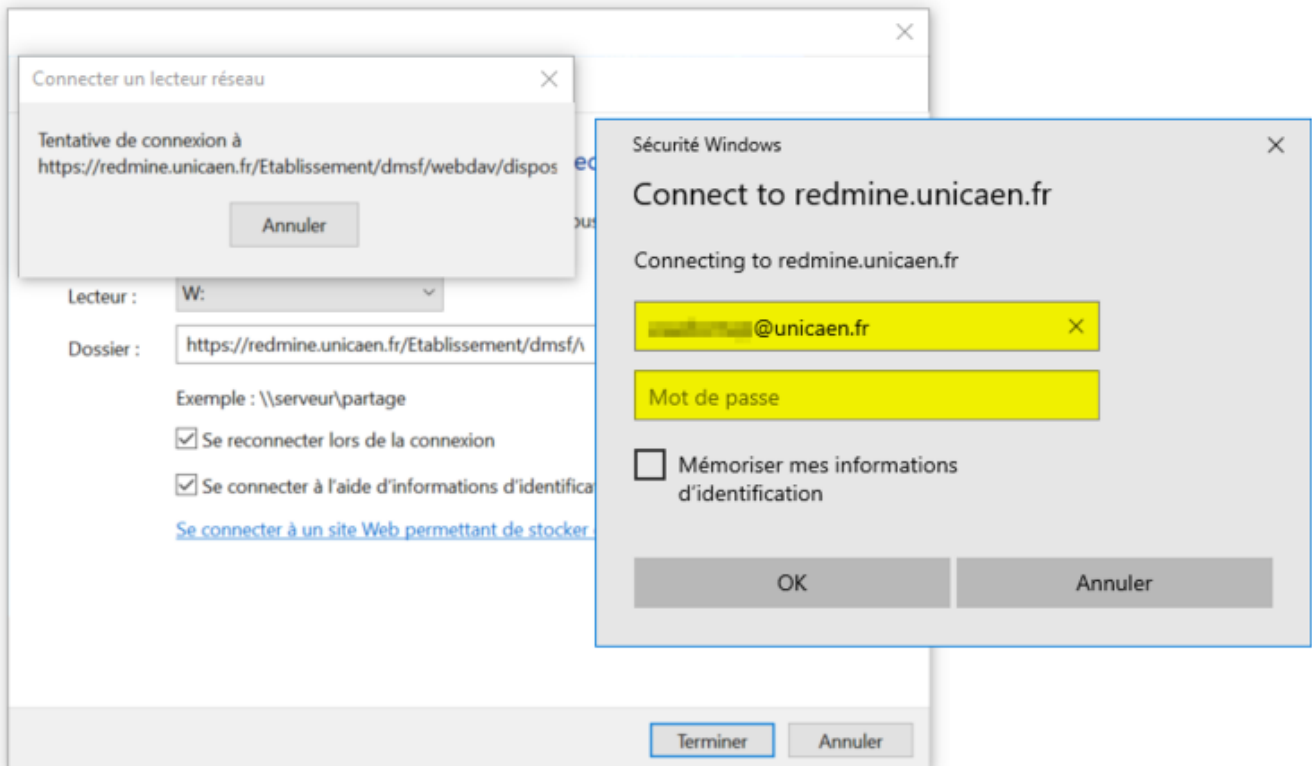 Connecter un lecteur réseau
Tentative de connexion à
https://redmine.unicaen.fr/Etablissement/dmsf/webdav/dispos
Annuler
Lecteur :
W:
Dossier :
https://redmine.unicaen.fr/Etablissement/dmsf/
Exemple : \\serveur\partage
Se reconnecter lors de la connexion
Se connecter à l'aide d'informations d'identifica
Se connecter à un site Web permettant de stocker
Terminer
Annuler
Sécurité Windows
Connect to redmine.unicaen.fr
Connecting to redmine.unicaen.fr
@unicaen.fr
Mot de passe
Mémoriser mes informations
d'identification
OK
Annuler